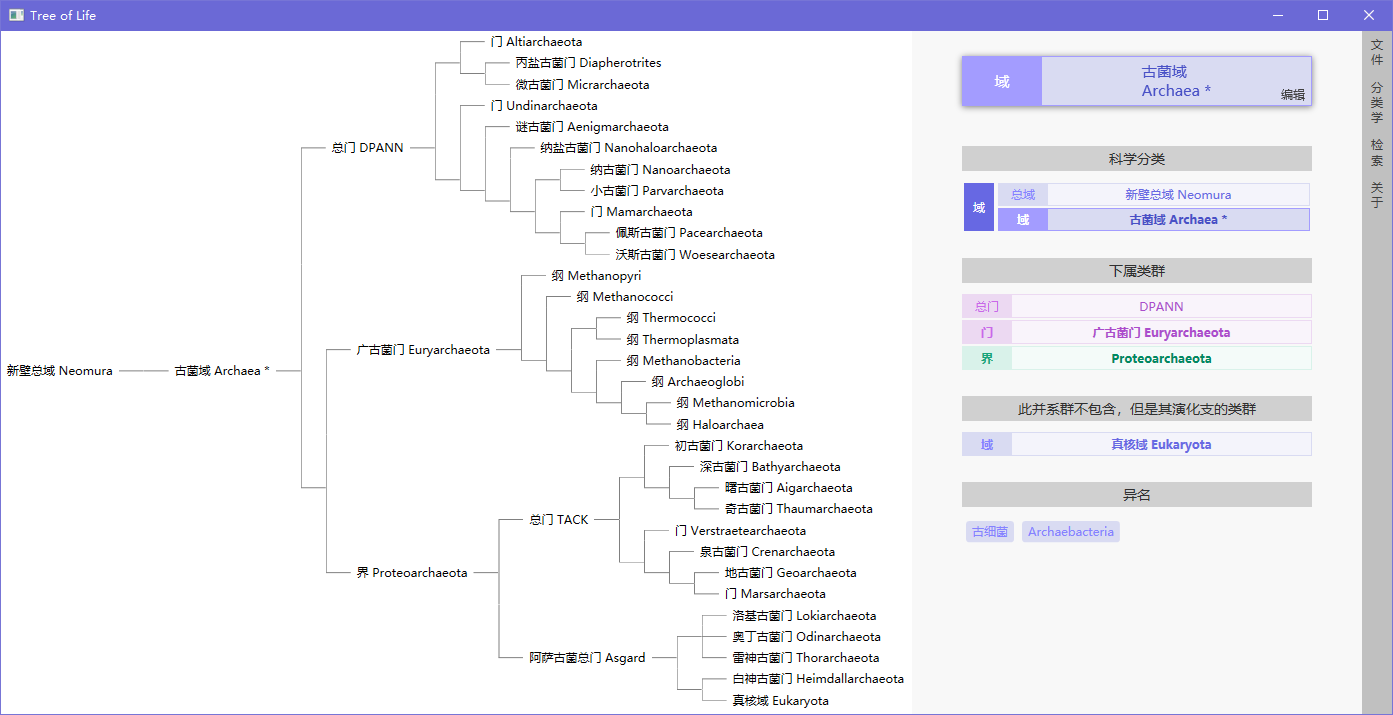 Tree of Life
门 Altiarchaeota
丙盐古菌门 Diapherotrites
微古菌门 Micrarchaeota
门 Undinarchaeota
谜古菌门 Aenigmarchaeota
总门 DPANN
纳盐古菌门 Nanohaloarchaeota
纳古菌门 Nanoarchaeota
小古菌门 Parvarchaeota
门 Mamarchaeota
佩斯古菌门 Pacearchaeota
沃斯古菌门 Woesearchaeota
纲 Methanopyri
纲 Methanococci
纲 Thermococci
纲 Thermoplasmata
广古菌门 Euryarchaeota
纲 Methanobacteria
新壁总域 Neomura
古菌域 Archaea *
纲 Archaeoglobi
纲 Methanomicrobia
纲 Haloarchaea
初古菌门 Korarchaeota
深古菌门 Bathyarchaeota
曙古菌门 Aigarchaeota
奇古菌门 Thaumarchaeota
总门 TACK
门 Verstraetearchaeota
泉古菌门 Crenarchaeota
界 Proteoarchaeota
地古菌门 Geoarchaeota
门 Marsarchaeota
洛基古菌门 Lokiarchaeota
奥丁古菌门 Odinarchaeota
阿萨古菌总门 Asgard
雷神古菌门 Thorarchaeota
白神古菌门 Heimdallarchaeota
真核域 Eukaryota
域
古菌域
Archaea *
编辑
科学分类
域
总域 新壁总域 Neomura
域 古菌域 Archaea *
下属类群
总门 DPANN
门 广古菌门 Euryarchaeota
界 Proteoarchaeota
此并系群不包含，但是其演化支的类群
域 真核域 Eukaryota
异名
古细菌 Archaebacteria
文件
分类学
检索
关于